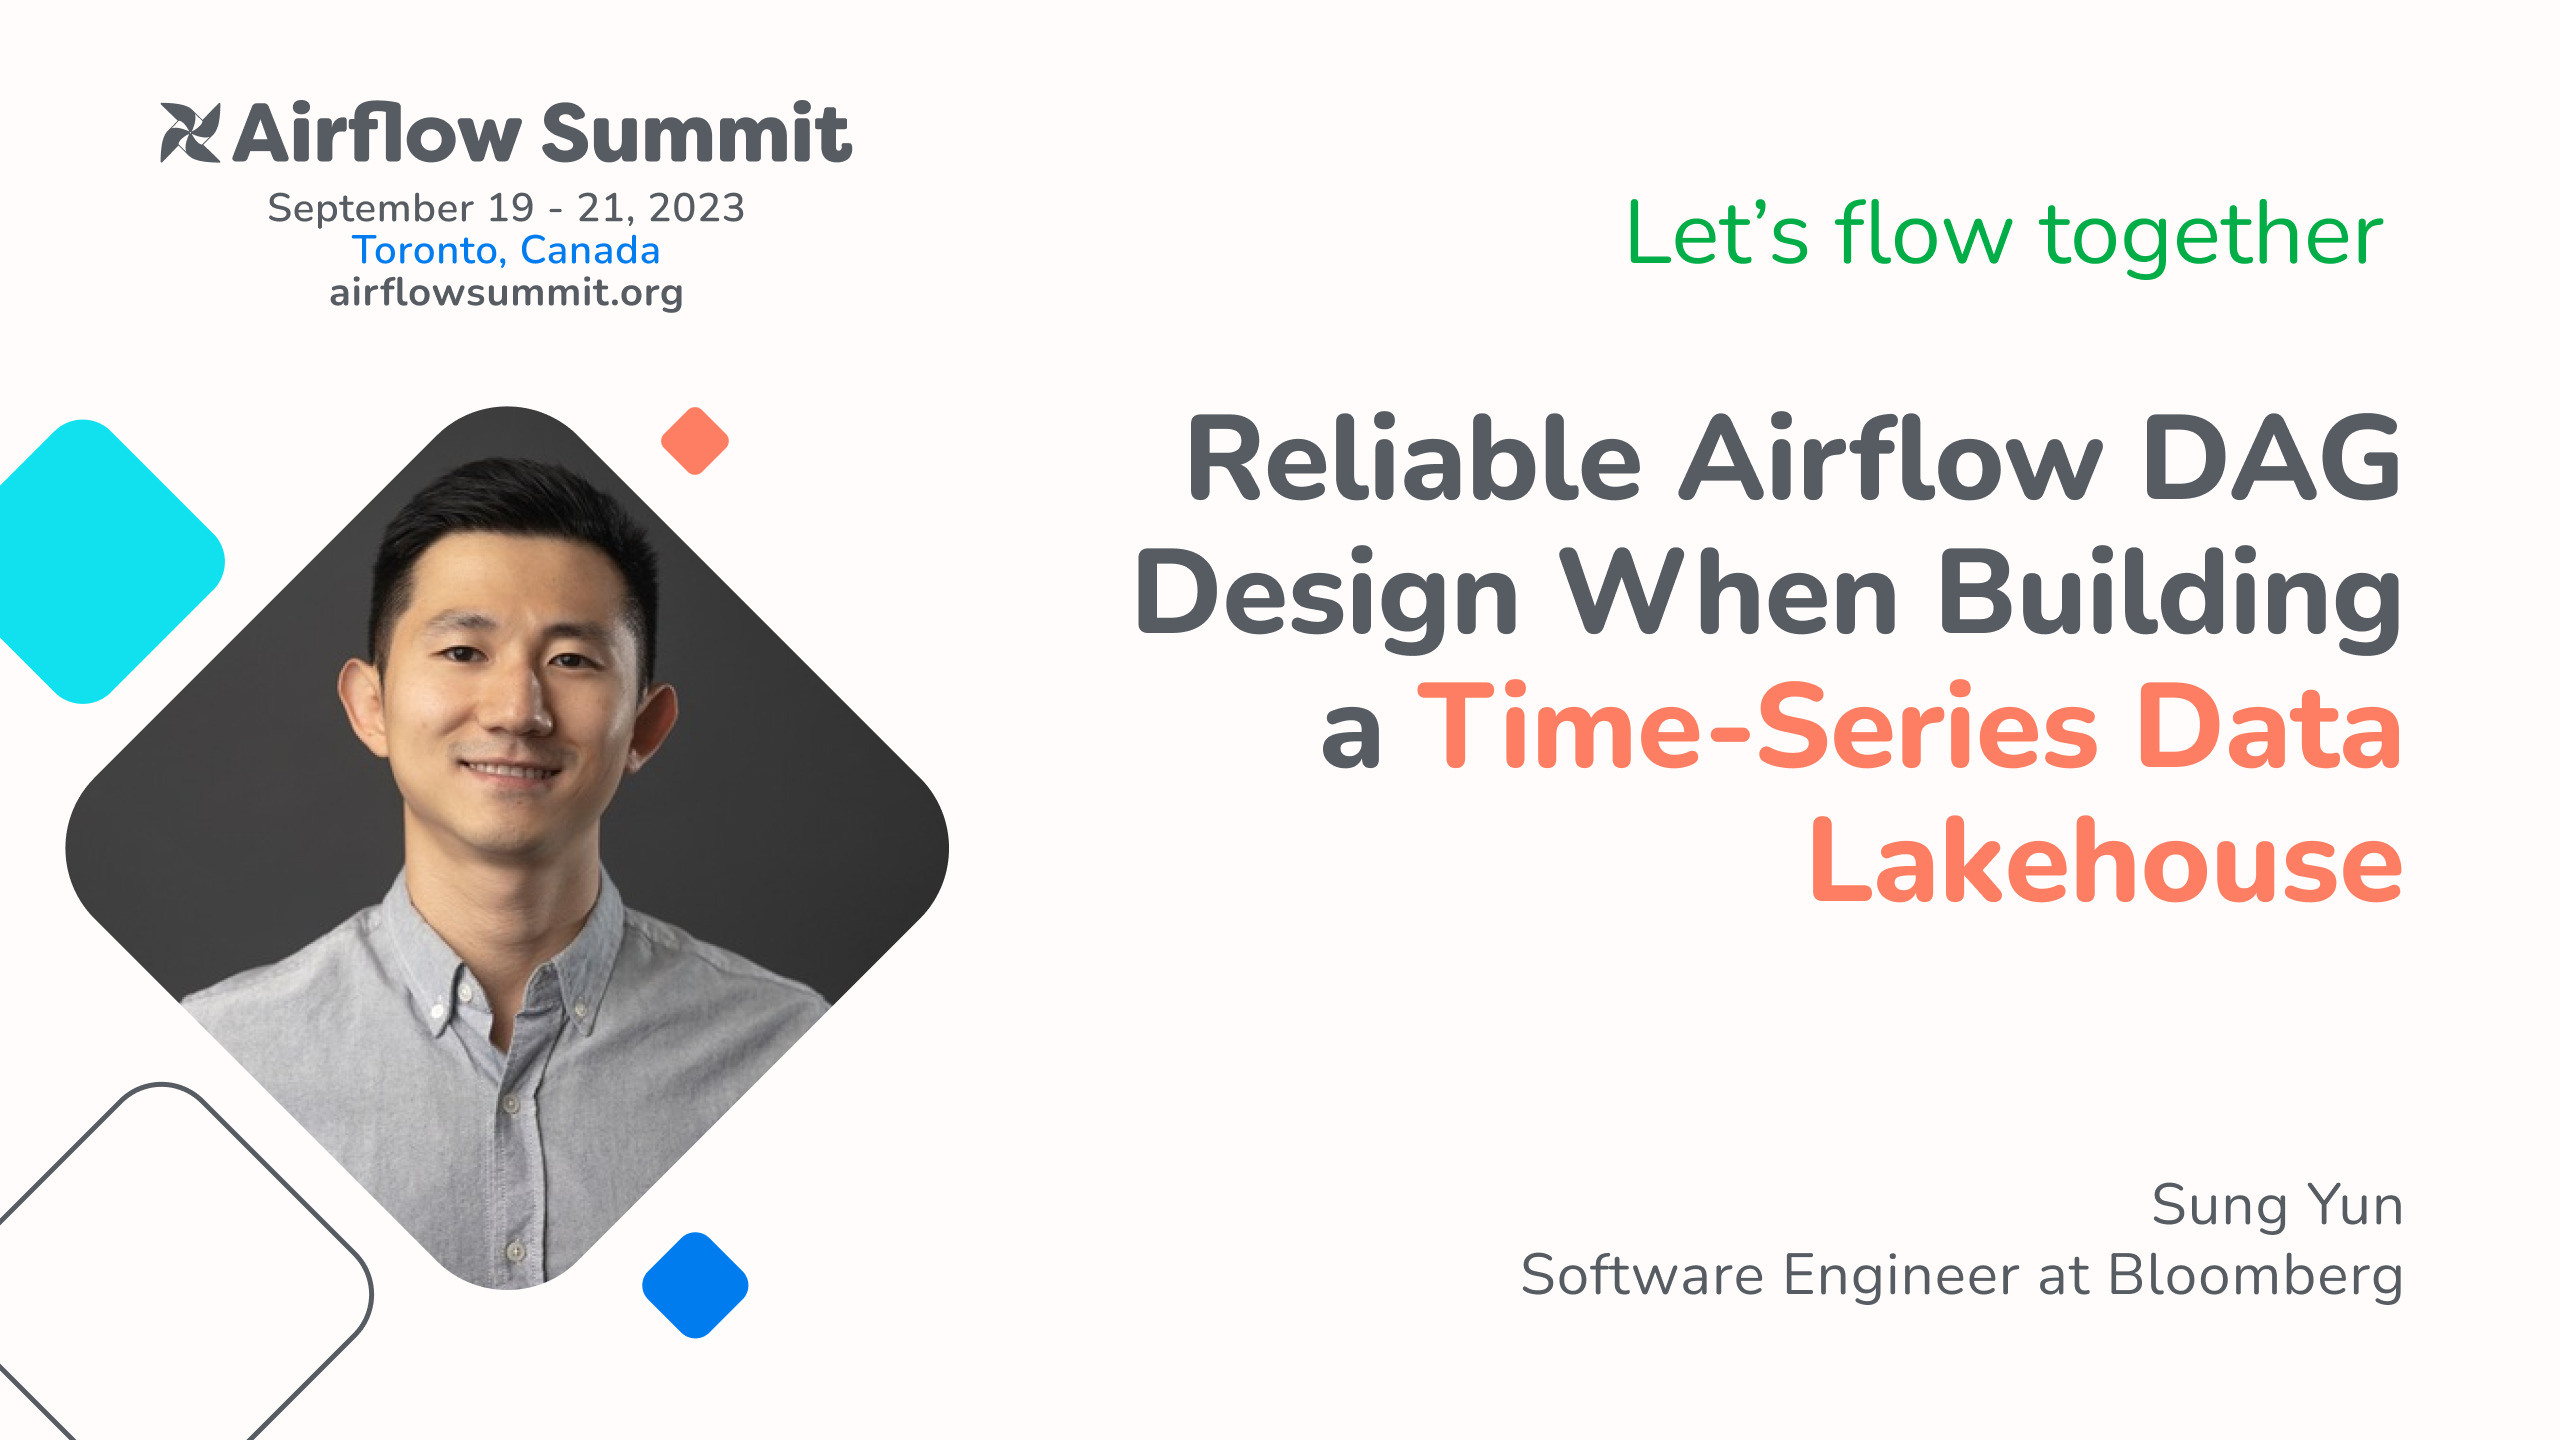 Airflow Summit
September 19 - 21, 2023
Toronto, Canada
airflowsummit.org
Let’s flow together
Reliable Airflow DAG
Design When Building
a Time-Series Data
Lakehouse
Sung Yun
Software Engineer at Bloomberg